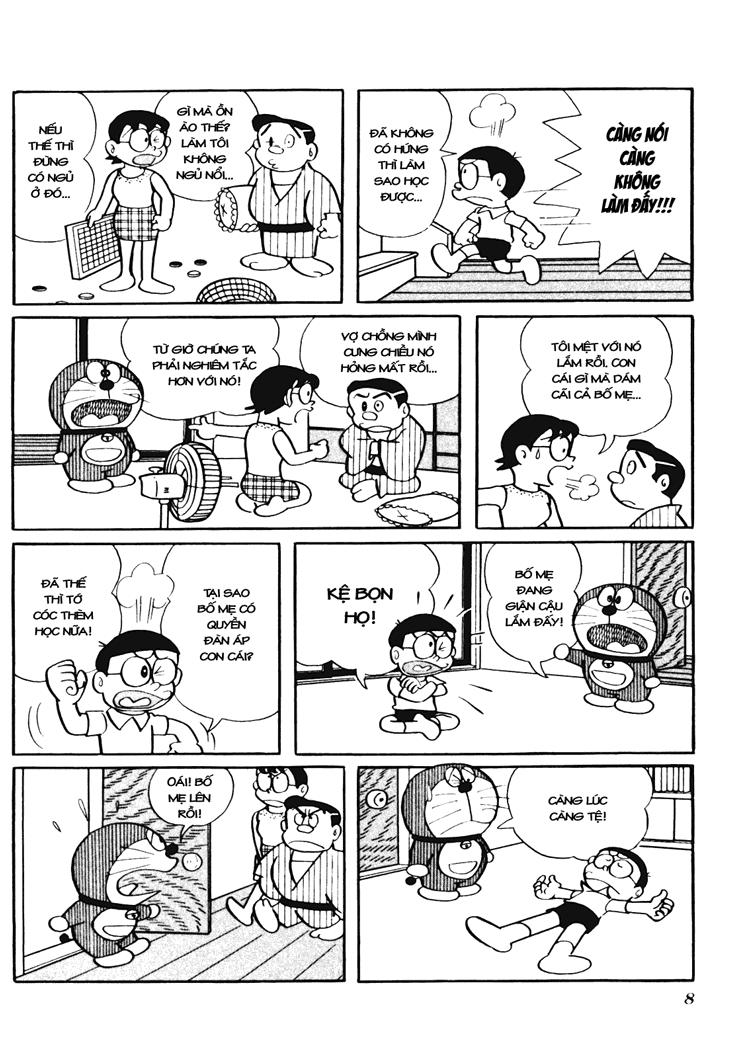 NẾU
THẾ THÌ
ĐỪNG
CÓ NGỦ
Ở ĐÓ...
GÌ MÀ ỒN
ÀO THẾ?
LÀM TÔI
KHÔNG
NGỦ NỔI...
ĐÃ KHÔNG
CÓ HỨNG
THÌ LÀM
SAO HỌC
ĐƯỢC...
CÀNG NÓI
CÀNG
KHÔNG
LÀM ĐẤY!!!
TỪ GIỜ CHÚNG TA
PHẢI NGHIÊM TẮC
HƠN VỚI NÓ!
VỢ CHỒNG MÌNH
CƯNG CHIỀU NÓ
HỎNG MẤT RỒI...
TÔI MỆT VỚI NÓ
LẮM RỒI. CON
CÁI GÌ MÀ DÁM
CÃI CẢ BỐ MẸ...
ĐÃ THẾ
THÌ TỚ
CÓC THÈM
HỌC NỮA!
TẠI SAO
BỐ MẸ CÓ
QUYỀN
ĐÀN ÁP
CON CÁI?
KỆ BỌN
HỌ!
BỐ MẸ
ĐANG
GIẬN CẬU
LẮM ĐẤY!
OÁI! BỐ
MẸ LÊN
RỒI!
CÀNG LÚC
CÀNG TỆ!
8